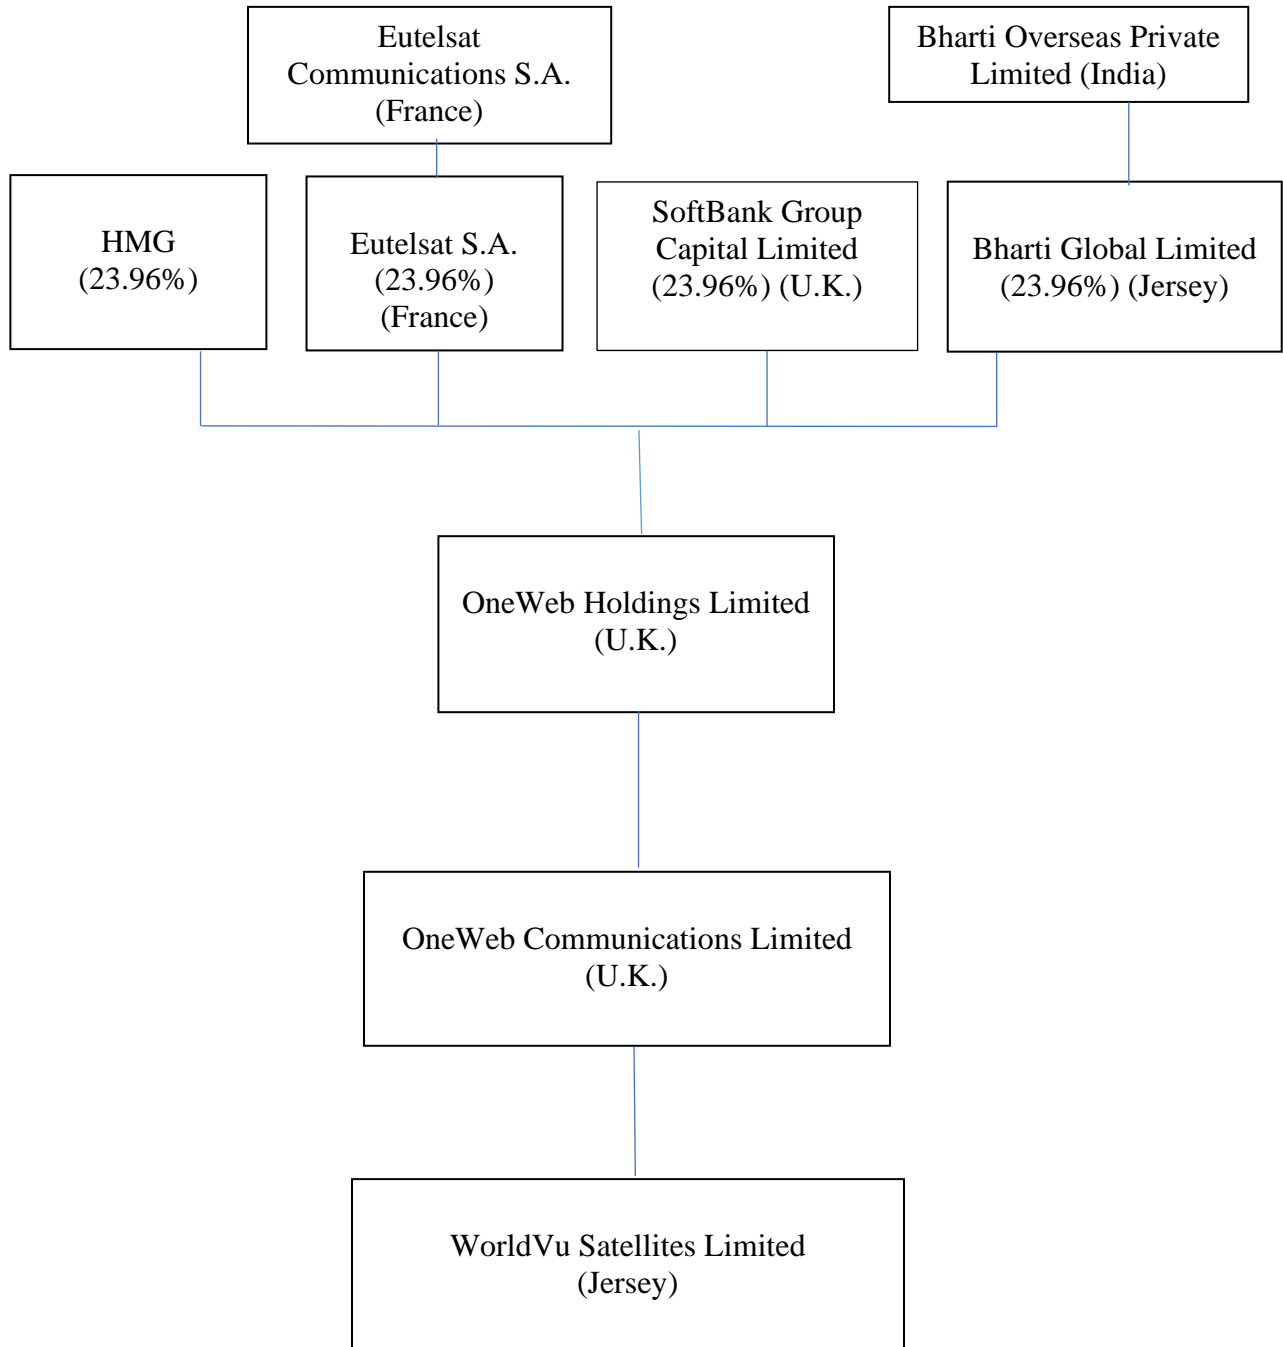 Eutelsat
Communications S.A.
(France)
Bharti Overseas Private
Limited (India)
HMG
(23.96%)
Eutelsat S.A.
(23.96%)
(France)
SoftBank Group
Capital Limited
(23.96%) (U.K.)
Bharti Global Limited
(23.96%) (Jersey)
OneWeb Holdings Limited
(U.K.)
OneWeb Communications Limited
(U.K.)
WorldVu Satellites Limited
(Jersey)